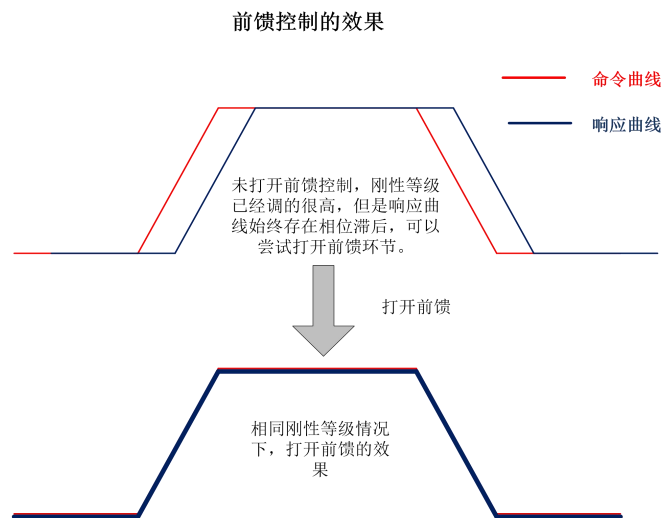 前馈控制的效果
命令曲线
响应曲线
未打开前馈控制，刚性等级
已经调的很高，但是响应曲
线始终存在相位滞后，可以
尝试打开前馈环节。
打开前馈
相同刚性等级情况
下，打开前馈的效
果